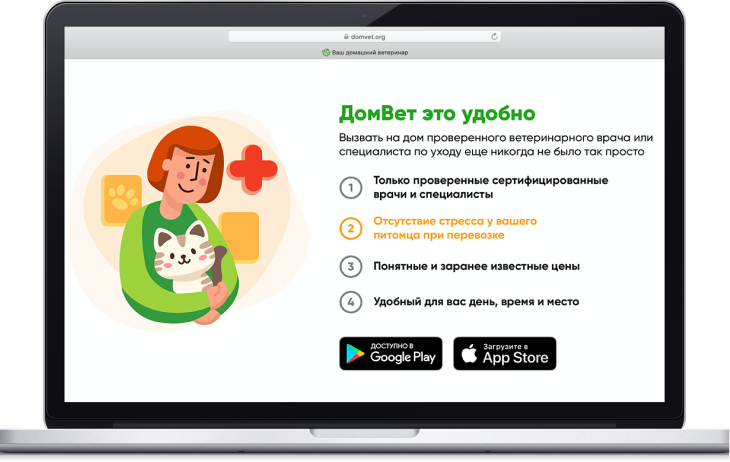 domvet.org
Ваш домашний ветеринар
ДомВет это удобно
Вызвать на дом проверенного ветеринарного врача или
специалиста по уходу еще никогда не было так просто
1 Только проверенные сертифицированные
врачи и специалисты
2 Отсутствие стресса у вашего
питомца при перевозке
3 Понятные и заранее известные цены
4 Удобный для вас день, время и место
ДОСТУПНО В
Google Play
Загрузите в
App Store